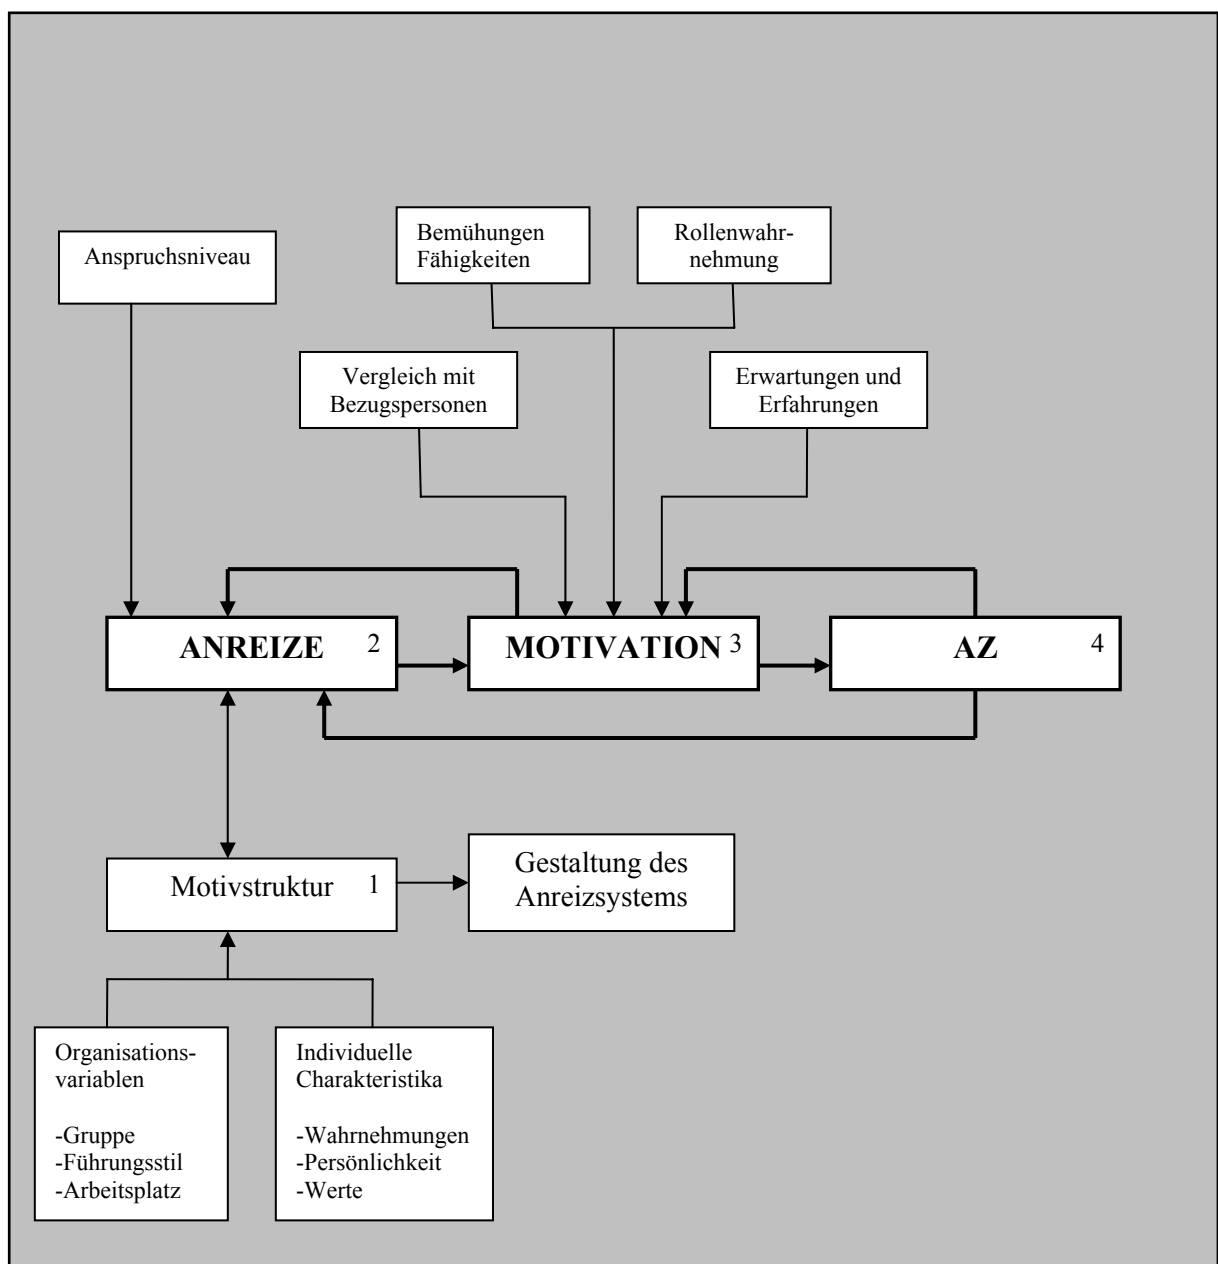 Anspruchsniveau
Bemühungen
Fähigkeiten
Rollenwahr-
nehmung
Vergleich mit
Bezugspersonen
Erwartungen und
Erfahrungen
ANREIZE 2
MOTIVATION 3
AZ 4
Motivstruktur 1
Gestaltung des
Anreizsystems
Organisations-
variablen
-Gruppe
-Führungsstil
-Arbeitsplatz
Individuelle
Charakteristika
-Wahrnehmungen
-Persönlichkeit
-Werte